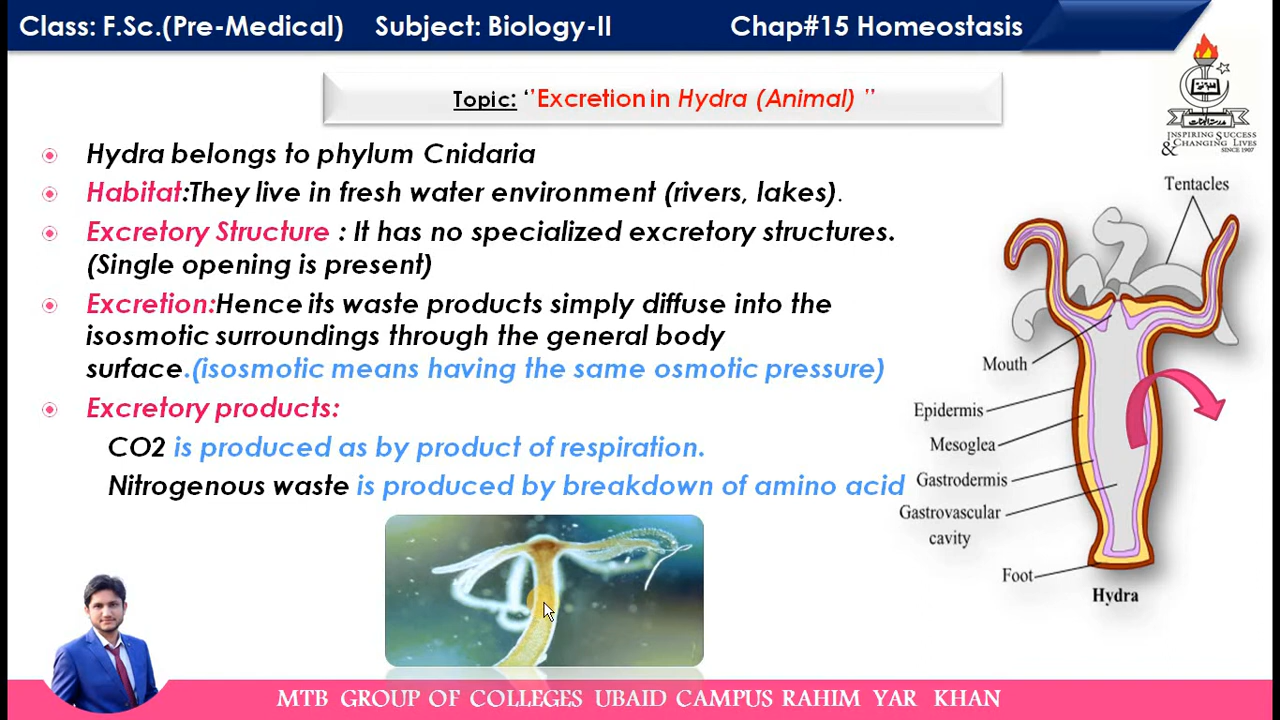 Class: F.Sc.(Pre-Medical) Subject: Biology-II Chap#15 Homeostasis
Topic: ‘’Excretion in Hydra (Animal) ’’
Hydra belongs to phylum Cnidaria
Habitat:They live in fresh water environment (rivers, lakes).
Excretory Structure : It has no specialized excretory structures.
(Single opening is present)
Excretion:Hence its waste products simply diffuse into the
isosmotic surroundings through the general body
surface.(isosmotic means having the same osmotic pressure)
Excretory products:
CO2 is produced as by product of respiration.
Nitrogenous waste is produced by breakdown of amino acid
INSPIRING SUCCESS
& CHANGING LIVES
SINCE 1907
Tentacles
Mouth
Epidermis
Mesoglea
Gastrodermis
Gastrovascular
cavity
Foot
Hydra
MTB GROUP OF COLLEGES UBAID CAMPUS RAHIM YAR KHAN